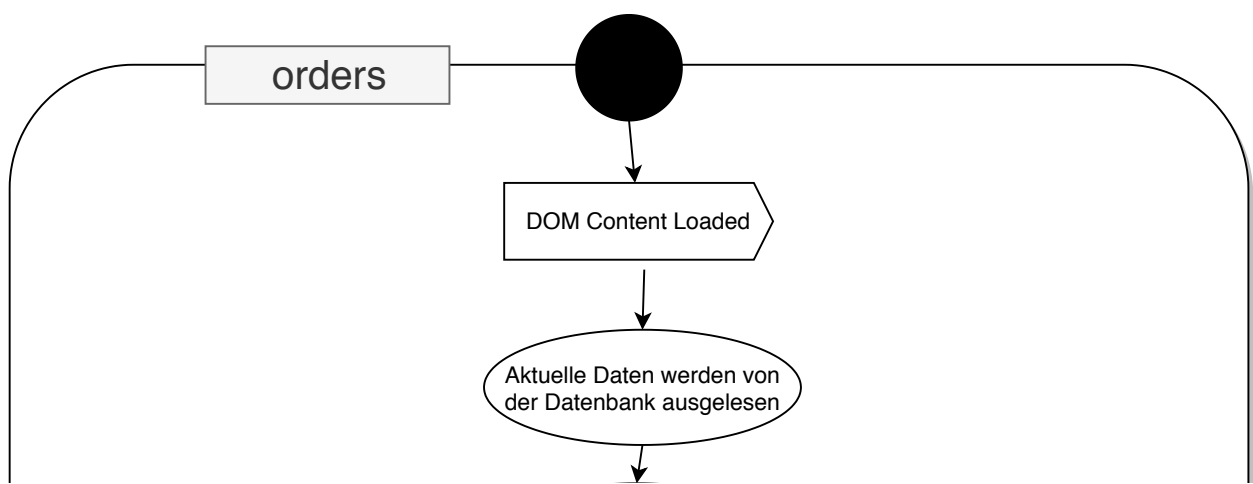 orders
DOM Content Loaded
Aktuelle Daten werden von
der Datenbank ausgelesen